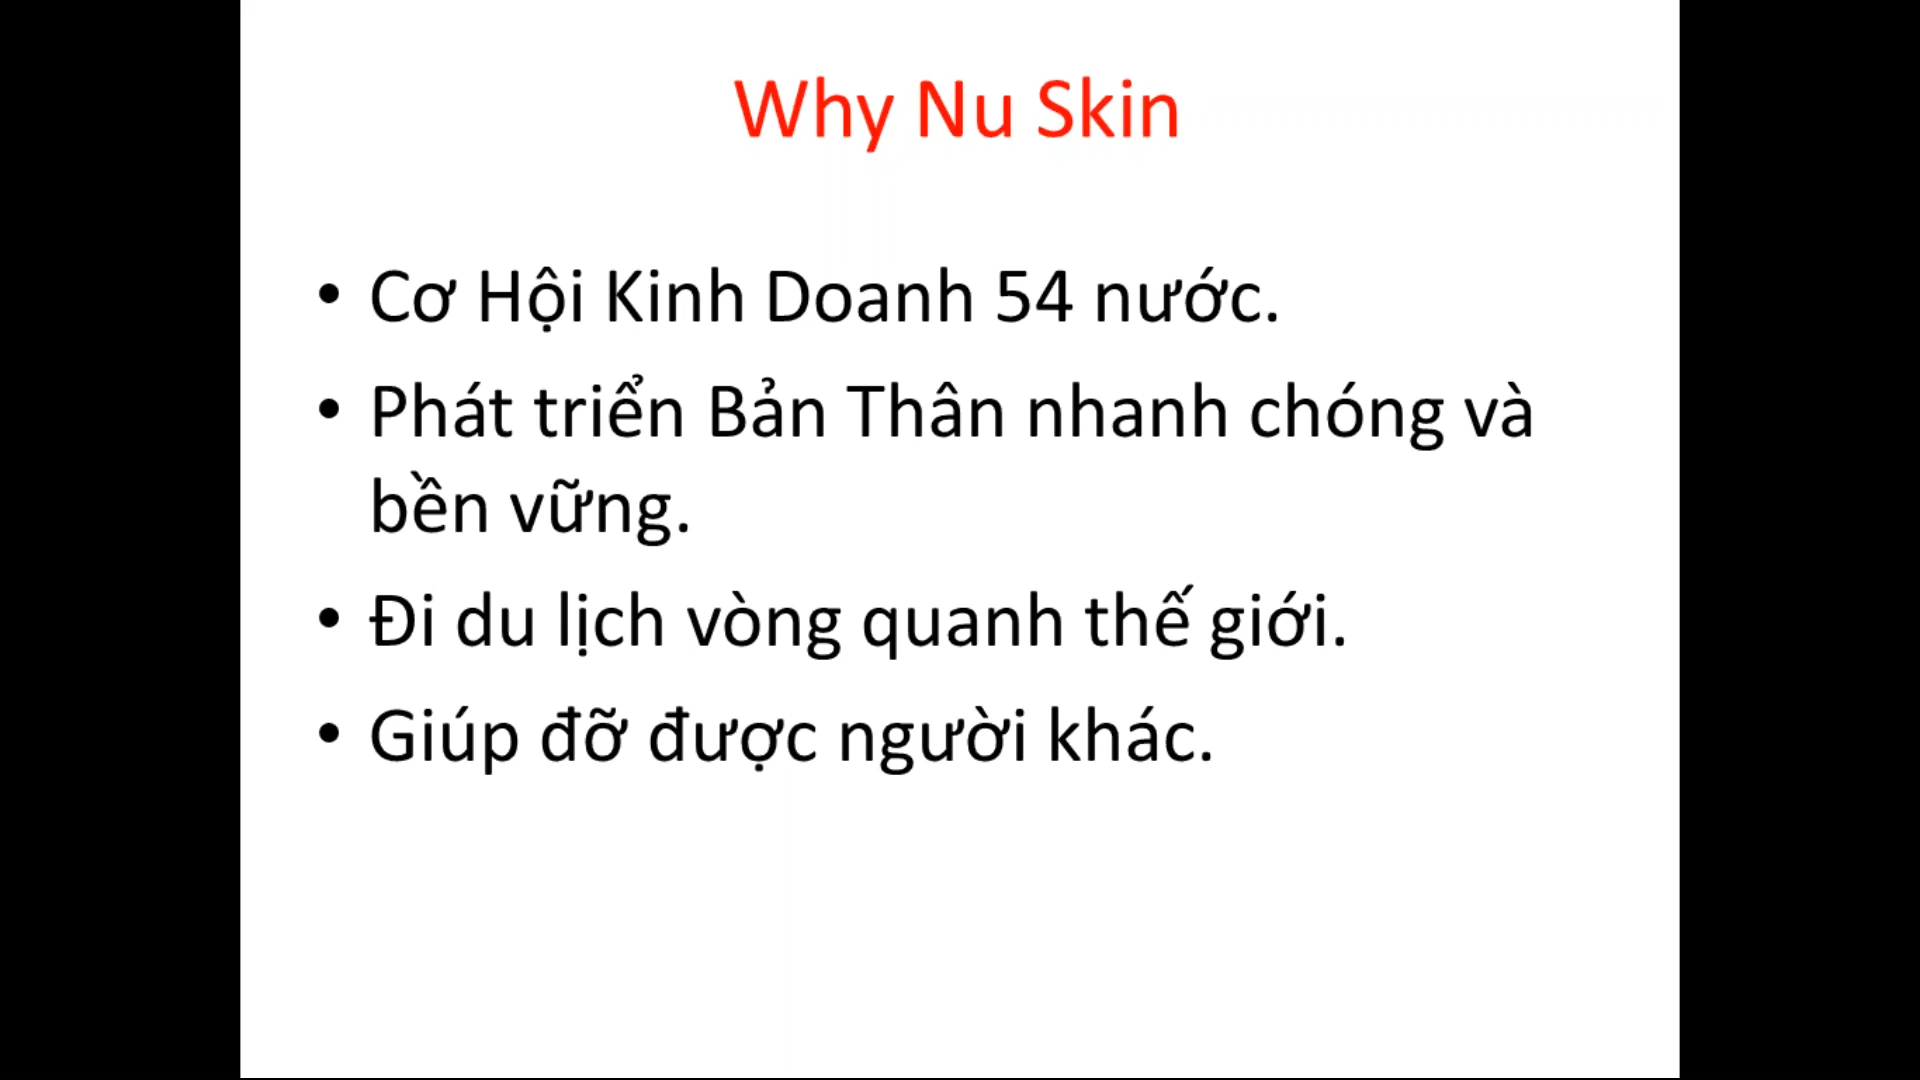 Why Nu Skin
• Cơ Hội Kinh Doanh 54 nước.
• Phát triển Bản Thân nhanh chóng và
bền vững.
• Đi du lịch vòng quanh thế giới.
• Giúp đỡ được người khác.